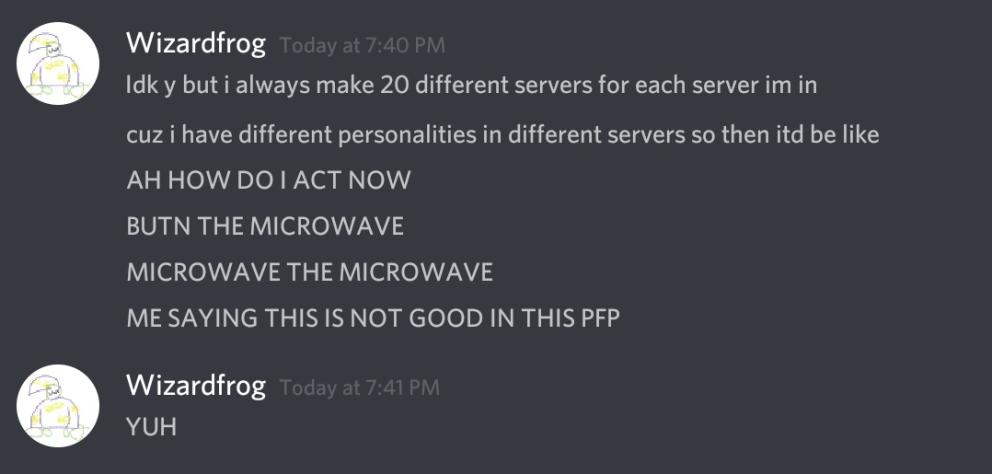 Wizardfrog Today at 7:40 PM
Idk y but i always make 20 different servers for each server im in
cuz i have different personalities in different servers so then itd be like
AH HOW DO I ACT NOW
BUTN THE MICROWAVE
MICROWAVE THE MICROWAVE
ME SAYING THIS IS NOT GOOD IN THIS PFP
Wizardfrog Today at 7:41 PM
YUH